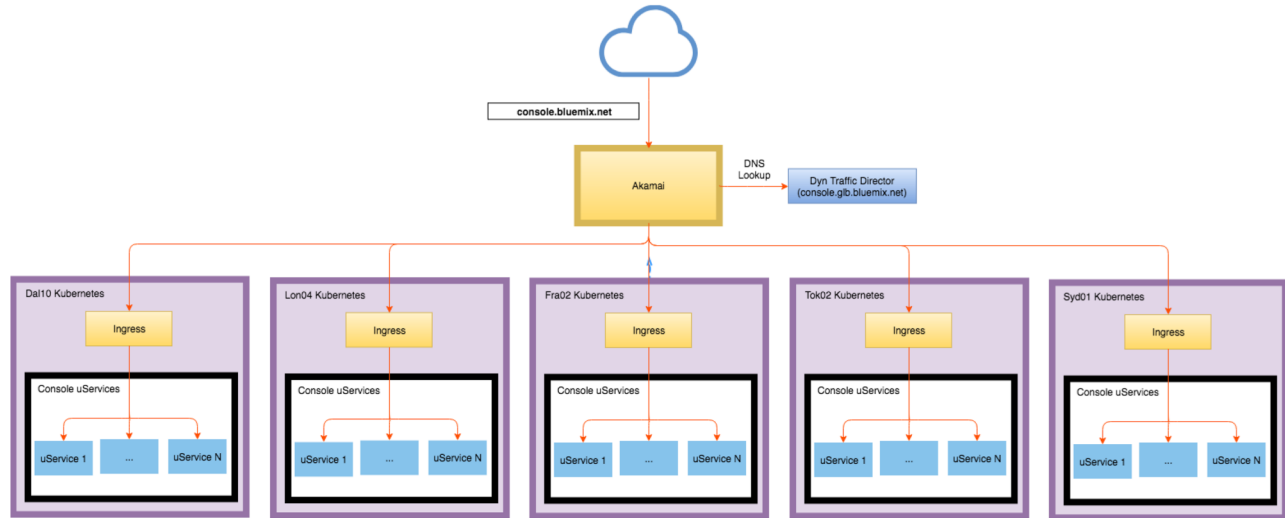 console.bluemix.net
Akamai
DNS
Lookup
Dyn Traffic Director
(console.glb.bluemix.net)
Dal10 Kubernetes
Ingress
Console uServices
uService 1
...
uService N
Lon04 Kubernetes
Ingress
Console uServices
uService 1
...
uService N
Fra02 Kubernetes
Ingress
Console uServices
uService 1
...
uService N
Tok02 Kubernetes
Ingress
Console uServices
uService 1
...
uService N
Syd01 Kubernetes
Ingress
Console uServices
uService 1
...
uService N